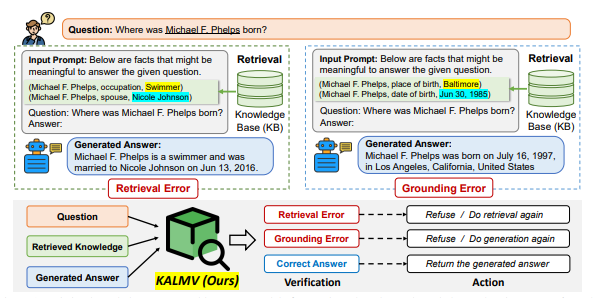 Question: Where was Michael F. Phelps born?
Input Prompt: Below are facts that might be
meaningful to answer the given question.
(Michael F. Phelps, occupation, Swimmer)
(Michael F. Phelps, spouse, Nicole Johnson)
Question: Where was Michael F. Phelps born?
Answer:
Retrieval
Knowledge
Base (KB)
Generated Answer:
Michael F. Phelps is a swimmer and was
married to Nicole Johnson on Jun 13, 2016.
Retrieval Error
Input Prompt: Below are facts that might be
meaningful to answer the given question.
(Michael F. Phelps, place of birth, Baltimore)
(Michael F. Phelps, date of birth, Jun 30, 1985)
Question: Where was Michael F. Phelps born?
Answer:
Retrieval
Knowledge
Base (KB)
Generated Answer:
Michael F. Phelps was born on July 16, 1997,
in Los Angeles, California, United States
Grounding Error
Question
Retrieved Knowledge
Generated Answer
KALMV (Ours)
Retrieval Error
Refuse / Do retrieval again
Grounding Error
Refuse / Do generation again
Correct Answer
Return the generated answer
Verification
Action